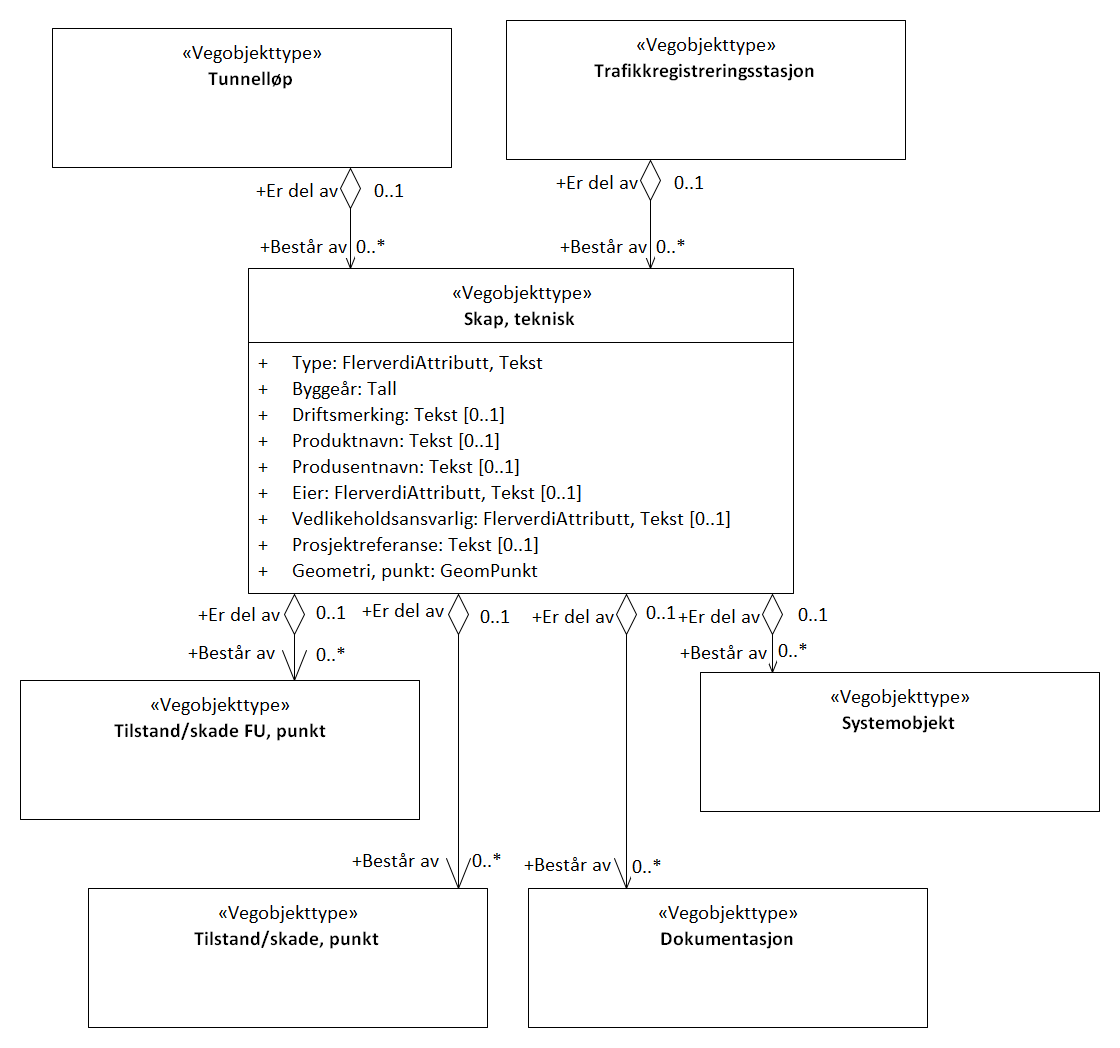 «Vegobjekttype»
Tunnelløp
«Vegobjekttype»
Trafikkregistreringsstasjon
+Er del av
0..1
+Er del av
0..1
+Består av
0..*
+Består av
0..*
«Vegobjekttype»
Skap, teknisk
+ Type: FlerverdiAttributt, Tekst
+ Byggeår: Tall
+ Driftsmerking: Tekst [0..1]
+ Produktnavn: Tekst [0..1]
+ Produsentnavn: Tekst [0..1]
+ Eier: FlerverdiAttributt, Tekst [0..1]
+ Vedlikeholdsansvarlig: FlerverdiAttributt, Tekst [0..1]
+ Prosjektreferanse: Tekst [0..1]
+ Geometri, punkt: GeomPunkt
+Er del av
0..1
+Er del av
0..1
+Er del av
0..1
+Er del av
0..1
+Består av
0..*
+Består av
0..*
«Vegobjekttype»
Tilstand/skade FU, punkt
«Vegobjekttype»
Systemobjekt
+Består av
0..*
+Består av
0..*
«Vegobjekttype»
Tilstand/skade, punkt
«Vegobjekttype»
Dokumentasjon